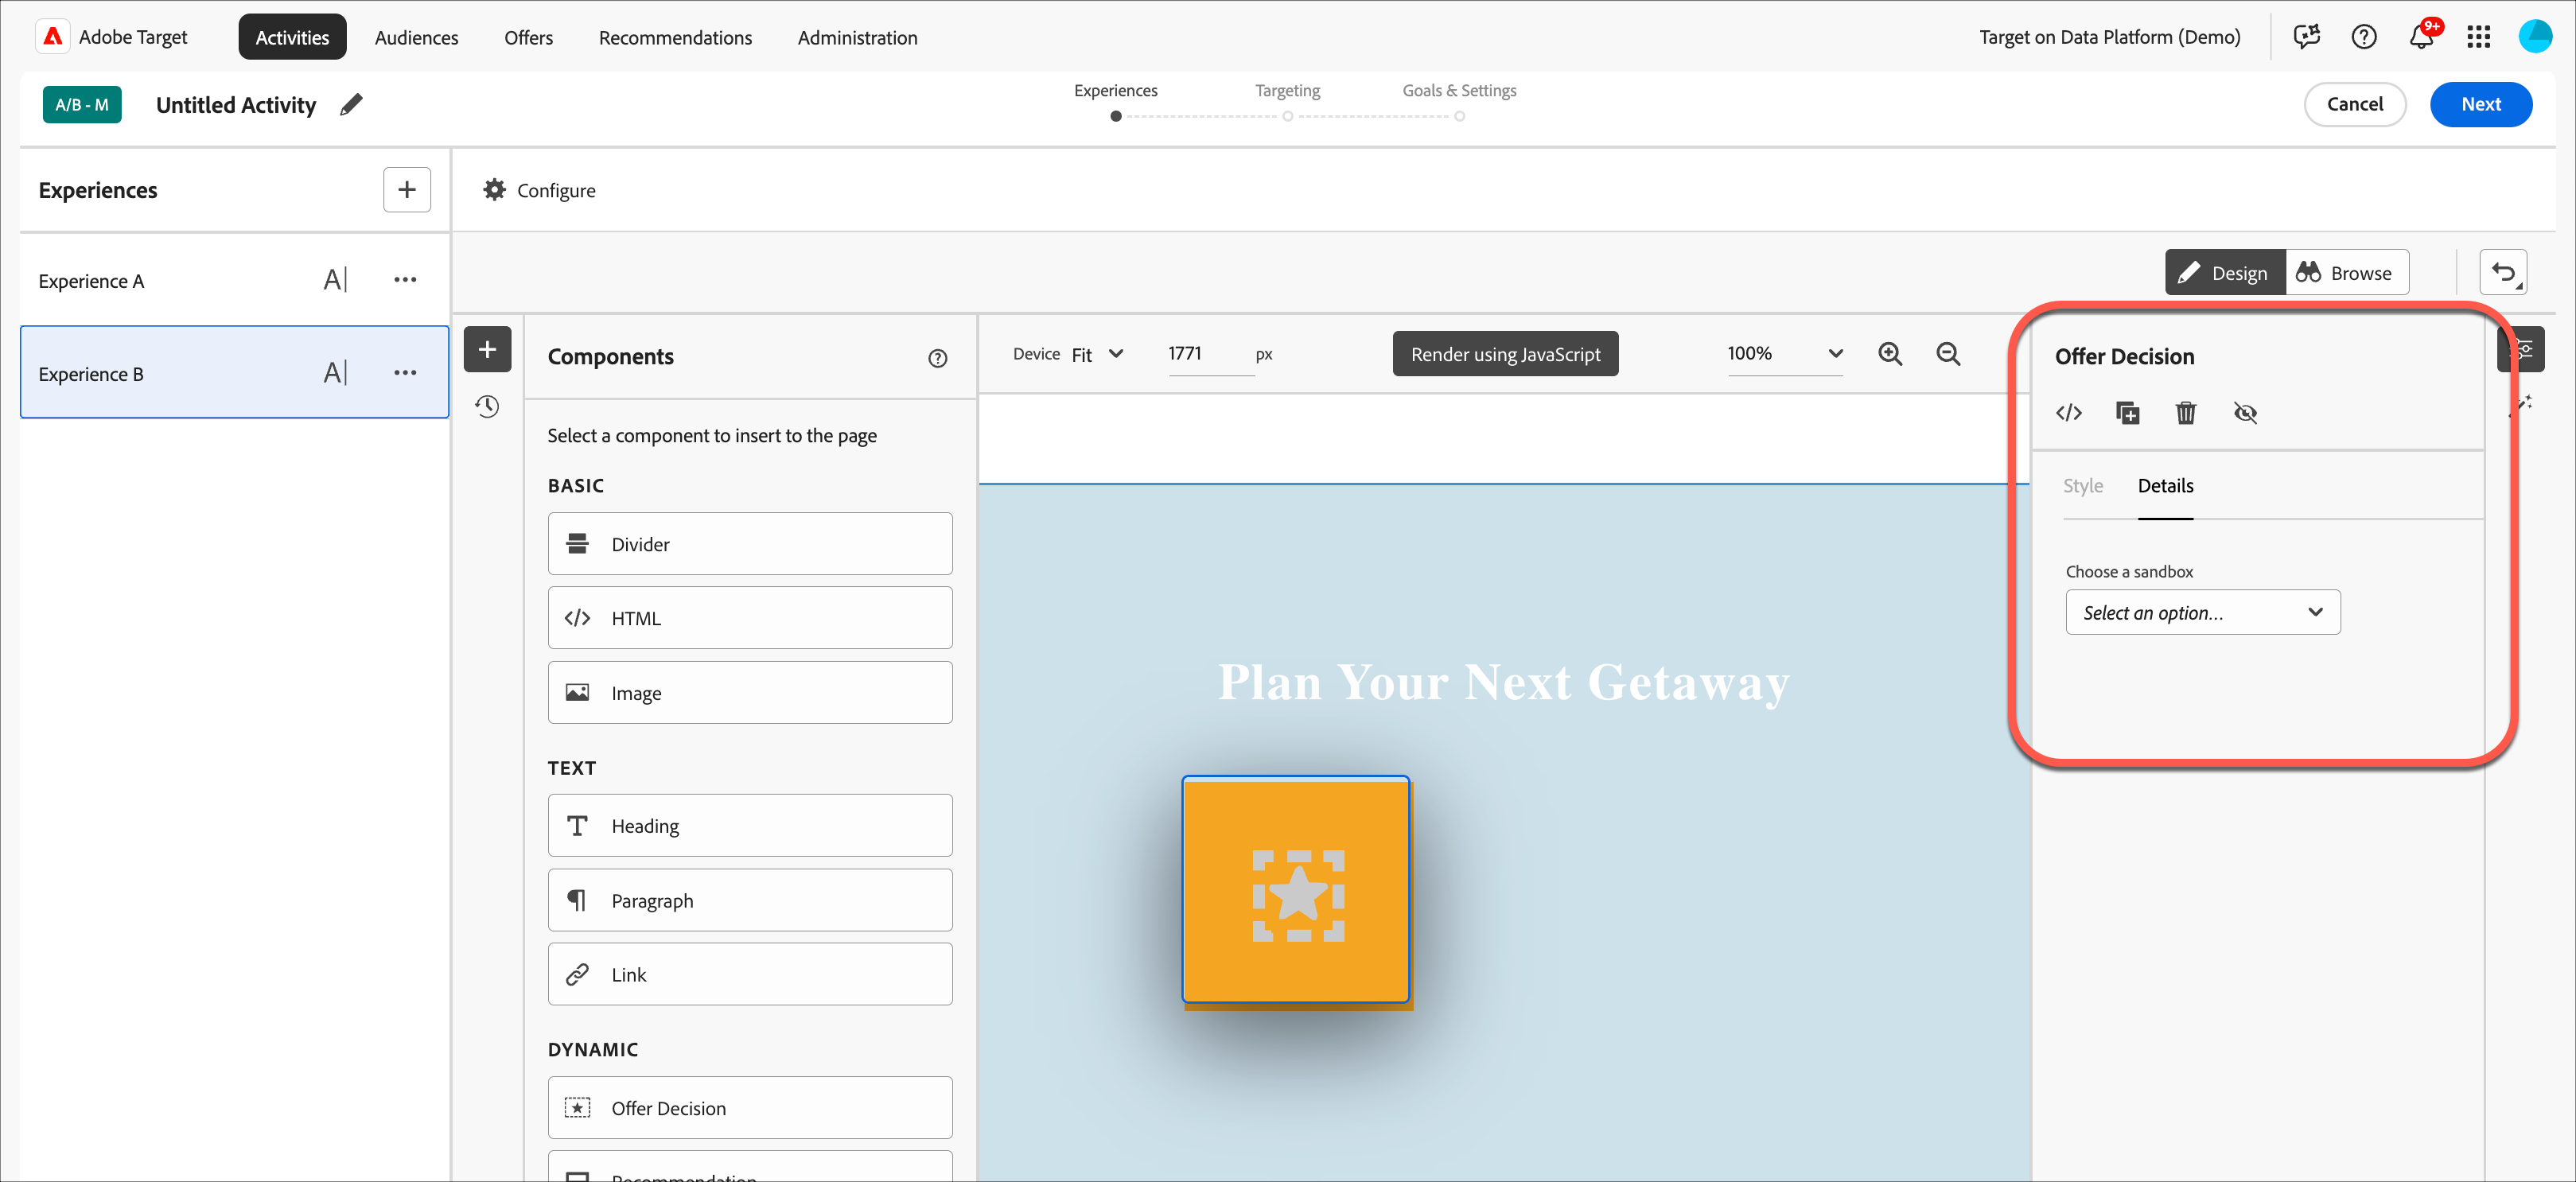 Adobe Target
Activities
Audiences
Offers
Recommendations
Administration
Target on Data Platform (Demo)
9+
A/B - M
Untitled Activity
Experiences
Targeting
Goals & Settings
Cancel
Next
Experiences
Configure
Experience A
A
Experience B
A
Design
Browse
Components
Device
Fit
1771
px
Render using JavaScript
100%
Offer Decision
Select a component to insert to the page
BASIC
Divider
HTML
Image
TEXT
Heading
Paragraph
Link
DYNAMIC
Offer Decision
Recommendation
Plan Your Next Getaway
Style
Details
Choose a sandbox
Select an option...